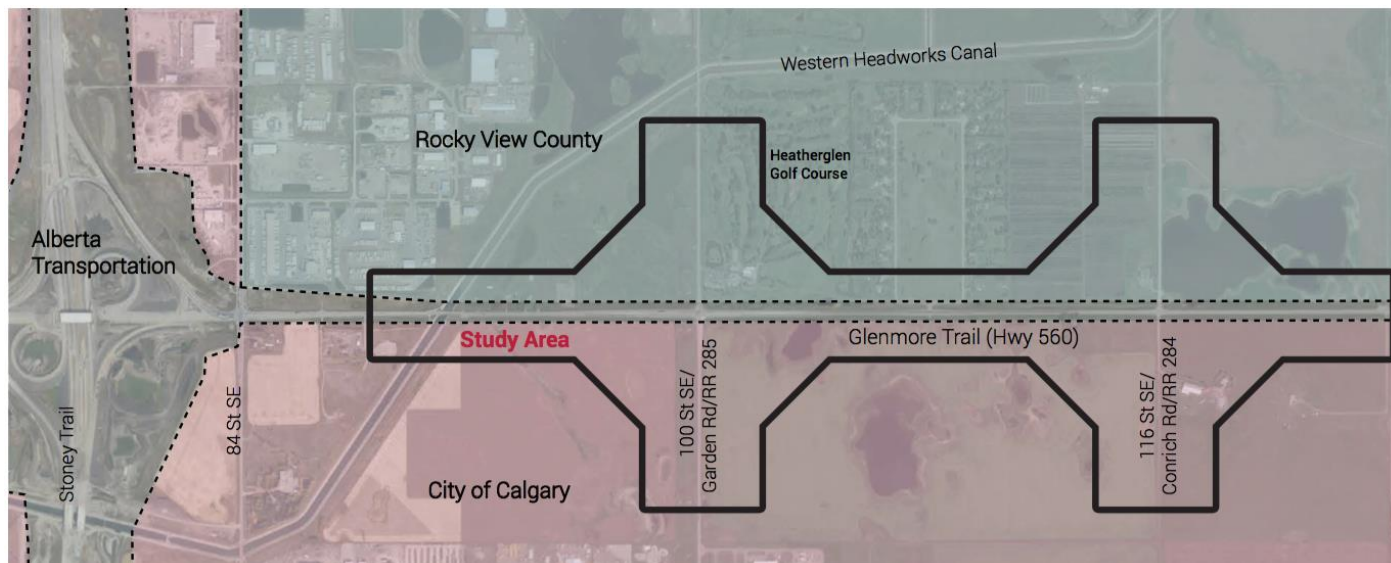 Western Headworks Canal
Rocky View County
Heatherglen
Golf Course
Alberta
Transportation
Study Area
Glenmore Trail (Hwy 560)
Stoney Trail
84 St SE
100 St SE/
Garden Rd/RR 285
116 St SE/
Conrich Rd/RR 284
City of Calgary